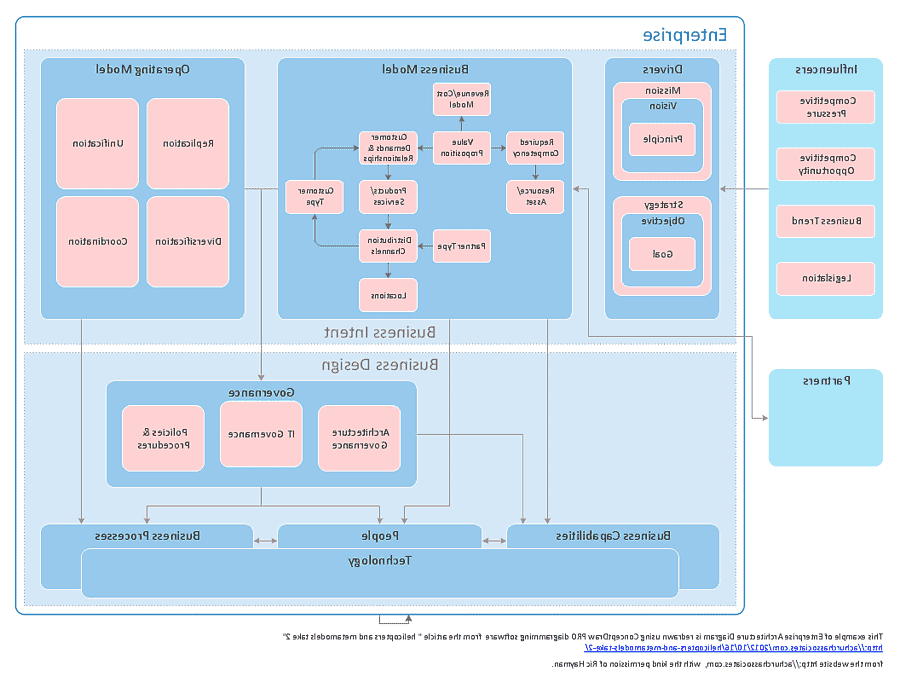 Enterprise
Influencers
Competitive
Pressure
Competitive
Opportunity
Business Trend
Legislation
Partners
Drivers
Mission
Vision
Principle
Strategy
Objective
Goal
Business Model
Revenue/Cost
Model
Required
Competency
Value
Proposition
Customer
Demands &
Relationships
Resource/
Asset
Products/
Services
Customer
Type
PartnerType
Distribution
Channels
Locations
Operating Model
Replication
Unification
Diversification
Coordination
Business Intent
Business Design
Governance
Architecture
Governance
IT Governance
Policies &
Procedures
Business Capabilities
People
Business Processes
Technology
This example of Enterprise Architecture Diagram is redrawn using ConceptDraw PRO diagramming software from the article " helicopters and metamodels take 2"
http;//achurchassociates.com/2012/10/16/helicopters-and-metamodels-take-2/
from the website http;//achurchassociates.com, with the kind permission of Ric Hayman.